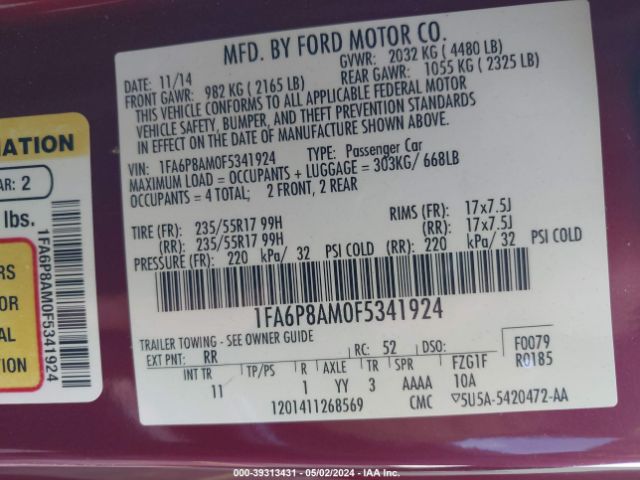 MFD. BY FORD MOTOR CO.
DATE: 11/14 GVWR: 2032 KG ( 4480 LB)
FRONT GAWR: 982 KG ( 2165 LB) REAR GAWR: 1055 KG ( 2325 LB)
THIS VEHICLE CONFORMS TO ALL APPLICABLE FEDERAL MOTOR
VEHICLE SAFETY, BUMPER, AND THEFT PREVENTION STANDARDS
IN EFFECT ON THE DATE OF MANUFACTURE SHOWN ABOVE.
VIN: 1FA6P8AM0F5341924 TYPE: Passenger Car
MAXIMUM LOAD = OCCUPANTS + LUGGAGE = 303KG/ 668LB
OCCUPANTS = 4 TOTAL; 2 FRONT, 2 REAR
TIRE (FR): 235/55R17 99H RIMS (FR): 17x7.5J
(RR): 235/55R17 99H (RR): 17x7.5J
PRESSURE (FR): 220 kPa/ 32 PSI COLD (RR): 220 kPa/ 32 PSI COLD
1FA6P8AM0F5341924
TRAILER TOWING - SEE OWNER GUIDE
EXT PNT: RR RC: 52 DSO: F0079
INT TR TP/PS R AXLE TR SPR FZG1F R0185
11 1 YY 3 AAAA 10A
1201411268569 CMC ▽5U5A-5420472-AA
MATION
AR: 2
lbs.
RS
OR
AL
E
1FA6P8AM0F5341924
000-39313431 - 05/02/2024 - IAA Inc.